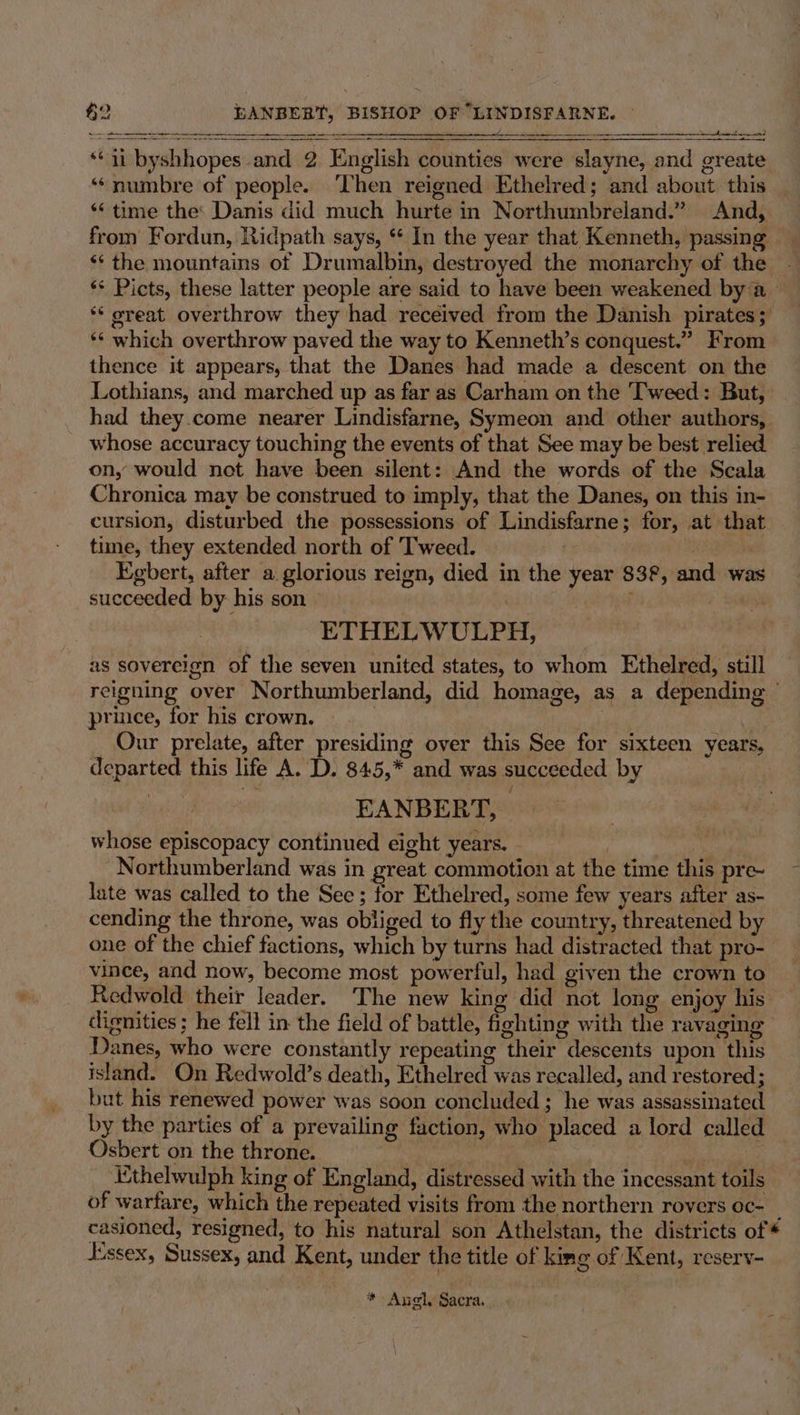 62 EANBERT, BISHOP OF LINDISFARNE.
“ ii byshhopes and 2 English counties were slayne, and greate
“ numbre of people. Then reigned Ethelred; and about this
“ time the Danis did much hurte in Northumbreland.” And,
from Fordun, Ridpath says, “ In the year that Kenneth, passing
“ the mountains of Drumalbin, destroyed the monarchy of the
“ Picts, these latter people are said to have been weakened by a
“ great overthrow they had received from the Danish pirates;
“ which overthrow paved the way to Kenneth’s conquest.” From
thence it appears, that the Danes had made a descent on the
Lothians, and marched up as far as Carham on the Tweed: But,
had they come nearer Lindisfarne, Symeon and other authors,
whose accuracy touching the events of that See may be best relied
on, would not have been silent: And the words of the Scala
Chronica may be construed to imply, that the Danes, on this in-
cursion, disturbed the possessions of Lindisfarne; for, at that
time, they extended north of Tweed.
Egbert, after a glorious reign, died in the year 838, and was
succeeded by his son
ETHELWULPH,
as sovereign of the seven united states, to whom Ethelred, still
reigning over Northumberland, did homage, as a depending
prince, for his crown.
Our prelate, after presiding over this See for sixteen years,
departed this life A. D. 845,* and was succeeded by
EANBERT,
whose episcopacy continued eight years.
Northumberland was in great commotion at the time this pre-
late was called to the See; for Ethelred, some few years after as-
cending the throne, was obliged to fly the country, threatened by
one of the chief factions, which by turns had distracted that pro-
vince, and now, become most powerful, had given the crown to
Redwold their leader. The new king did not long enjoy his
dignities; he fell in the field of battle, fighting with the ravaging
Danes, who were constantly repeating their descents upon this
island. On Redwold’s death, Ethelred was recalled, and restored;
but his renewed power was soon concluded; he was assassinated
by the parties of a prevailing faction, who placed a lord called
Osbert on the throne.
Ethelwulph king of England, distressed with the incessant toils
of warfare, which the repeated visits from the northern rovers oc-
casioned, resigned, to his natural son Athelstan, the districts of
Essex, Sussex, and Kent, under the title of king of Kent, reserv-
* Angl. Sacra.